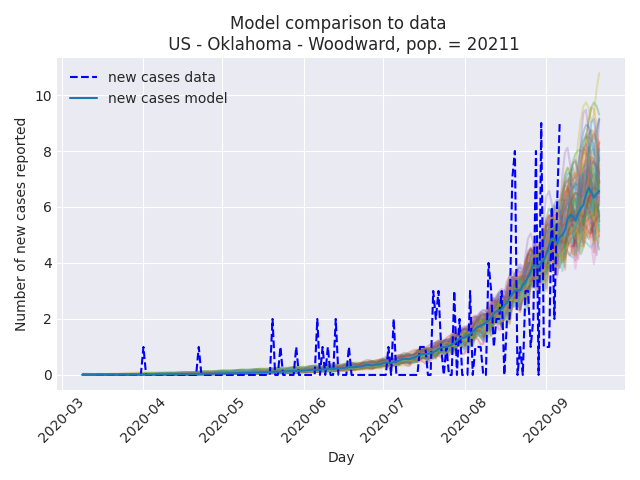 Model comparison to data
US - Oklahoma - Woodward, pop. = 20211
new cases data
new cases model
Number of new cases reported
10
8
6
4
2
0
2020-03
2020-04
2020-05
2020-06
2020-07
2020-08
2020-09
Day